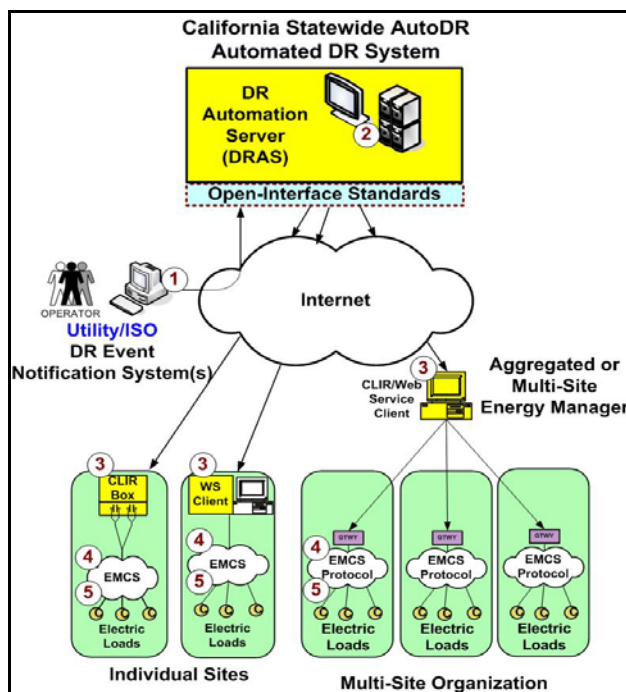 California Statewide AutoDR
Automated DR System
DR
Automation
Server
(DRAS)
2
Open-Interface Standards
1
Internet
OPERATOR
Utility/ISO
DR Event
Notification System(s)
3
CLIR/Web
Service
Client
Aggregated or
Multi-Site
Energy Manager
3
CLIR
Box
4
EMCS
5
Electric
Loads
3
WS
Client
4
EMCS
5
Electric
Loads
Individual Sites
GTWY
4
EMCS
Protocol
5
Electric
Loads
GTWY
EMCS
Protocol
Electric
Loads
GTWY
EMCS
Protocol
Electric
Loads
Multi-Site Organization